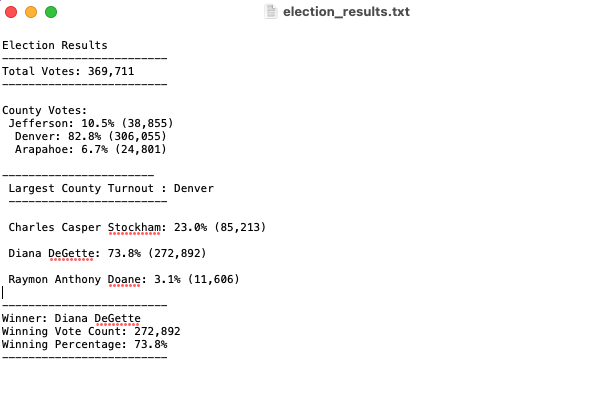 election_results.txt
Election Results
-------------------------
Total Votes: 369,711
-------------------------
County Votes:
Jefferson: 10.5% (38,855)
Denver: 82.8% (306,055)
Arapahoe: 6.7% (24,801)
-----------------------
Largest County Turnout : Denver
------------------------
Charles Casper Stockham: 23.0% (85,213)
Diana DeGette: 73.8% (272,892)
Raymon Anthony Doane: 3.1% (11,606)
-------------------------
Winner: Diana DeGette
Winning Vote Count: 272,892
Winning Percentage: 73.8%
-------------------------